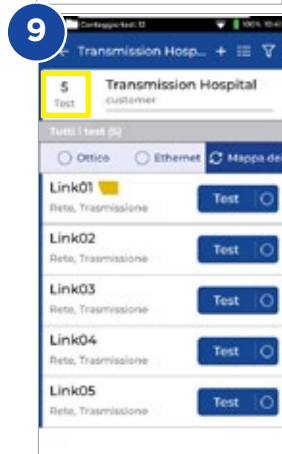 9
Conteggio test: 12
100% 10:41
← Transmission Hosp... +
5
Test
Transmission Hospital
customer
Tutti i test (5)
Ottico Ethernet Mappa de
Link01
Rete, Trasmissione
Test
Link02
Rete, Trasmissione
Test
Link03
Rete, Trasmissione
Test
Link04
Rete, Trasmissione
Test
Link05
Rete, Trasmissione
Test